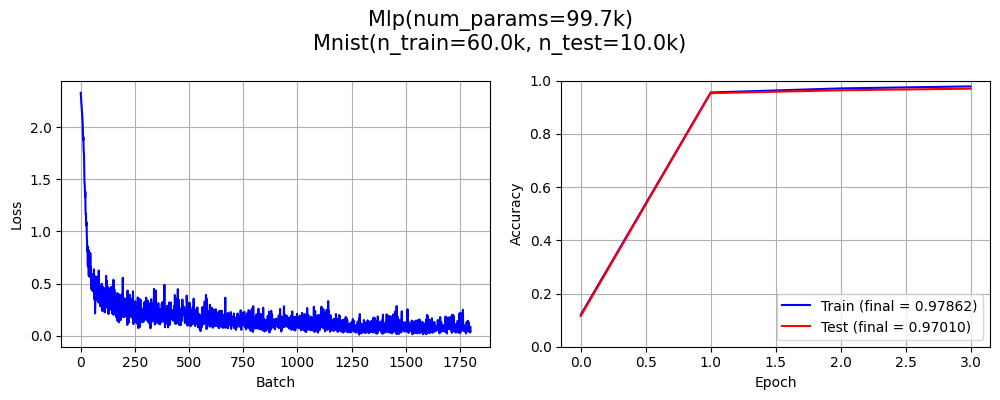 Mlp(num_params=99.7k)
Mnist(n_train=60.0k, n_test=10.0k)
2.0
1.5
1.0
0.5
0.0
Loss
0 250 500 750 1000 1250 1500 1750
Batch
1.0
0.8
0.6
0.4
0.2
0.0
Accuracy
Train (final = 0.97862)
Test (final = 0.97010)
0.0 0.5 1.0 1.5 2.0 2.5 3.0
Epoch